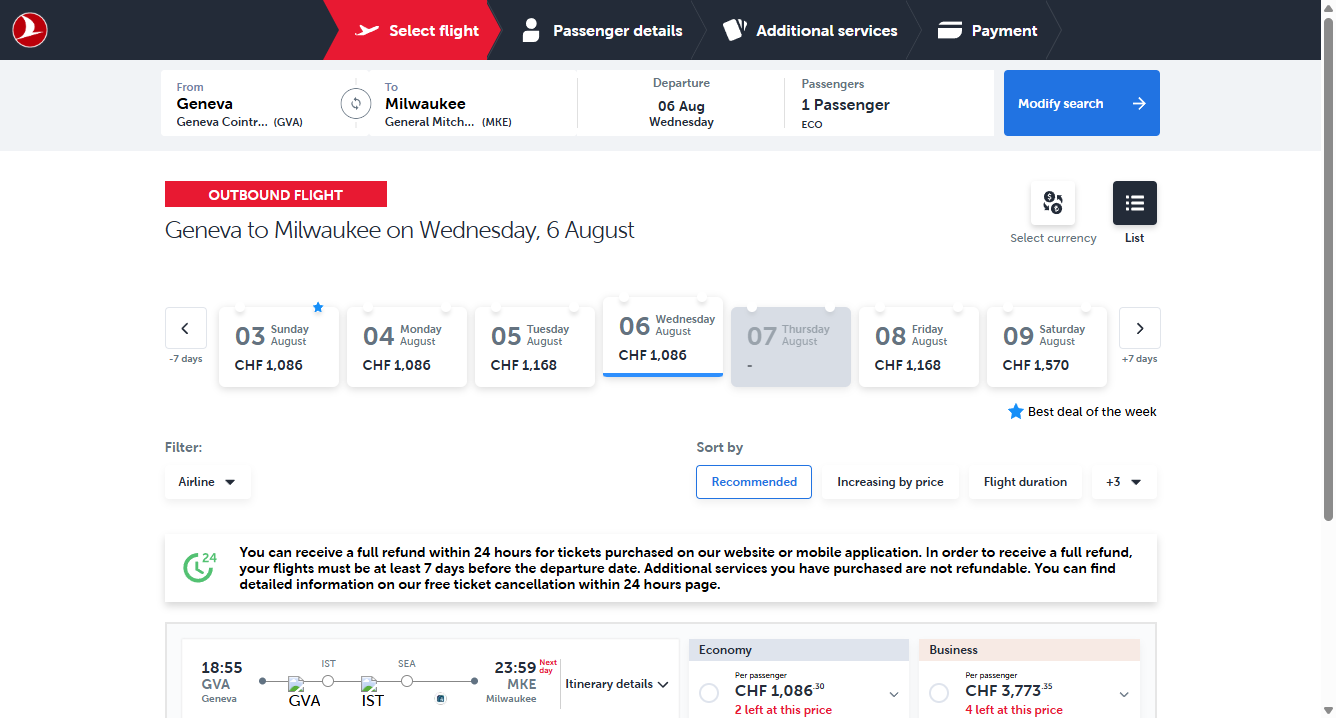 Select flight
Passenger details
Additional services
Payment
From
Geneva
Geneva Cointr... (GVA)
To
Milwaukee
General Mitch... (MKE)
Departure
06 Aug
Wednesday
Passengers
1 Passenger
ECO
Modify search
OUTBOUND FLIGHT
Geneva to Milwaukee on Wednesday, 6 August
Select currency
List
-7 days
03 Sunday August
CHF 1,086
04 Monday August
CHF 1,086
05 Tuesday August
CHF 1,168
06 Wednesday August
CHF 1,086
07 Thursday August
-
08 Friday August
CHF 1,168
09 Saturday August
CHF 1,570
+7 days
Best deal of the week
Filter:
Airline
Sort by
Recommended
Increasing by price
Flight duration
+3
24
You can receive a full refund within 24 hours for tickets purchased on our website or mobile application. In order to receive a full refund,
your flights must be at least 7 days before the departure date. Additional services you have purchased are not refundable. You can find
detailed information on our free ticket cancellation within 24 hours page.
18:55
GVA
Geneva
IST
SEA
GVA
IST
23:59 Next day
MKE
Milwaukee
Itinerary details
Economy
Per passenger
CHF 1,086.30
2 left at this price
Business
Per passenger
CHF 3,773.35
4 left at this price